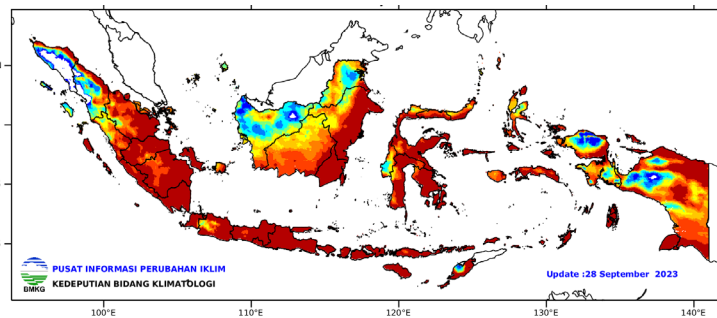 PUSAT INFORMASI PERUBAHAN IKLIM
KEDEPUTIAN BIDANG KLIMATOLOGI
BMKG
Update :28 September 2023
100°E
110°E
120°E
130°E
140°E